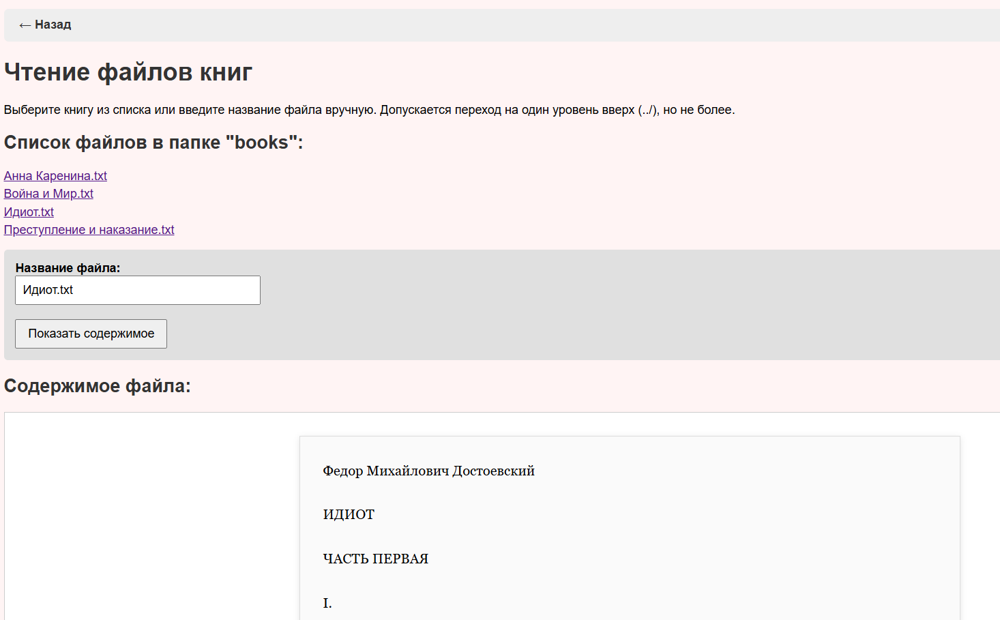 ← Назад
Чтение файлов книг
Выберите книгу из списка или введите название файла вручную. Допускается переход на один уровень вверх (../), но не более.
Список файлов в папке "books":
Анна Каренина.txt
Война и Мир.txt
Идиот.txt
Преступление и наказание.txt
Название файла:
Идиот.txt
Показать содержимое
Содержимое файла:
Федор Михайлович Достоевский
ИДИОТ
ЧАСТЬ ПЕРВАЯ
I.